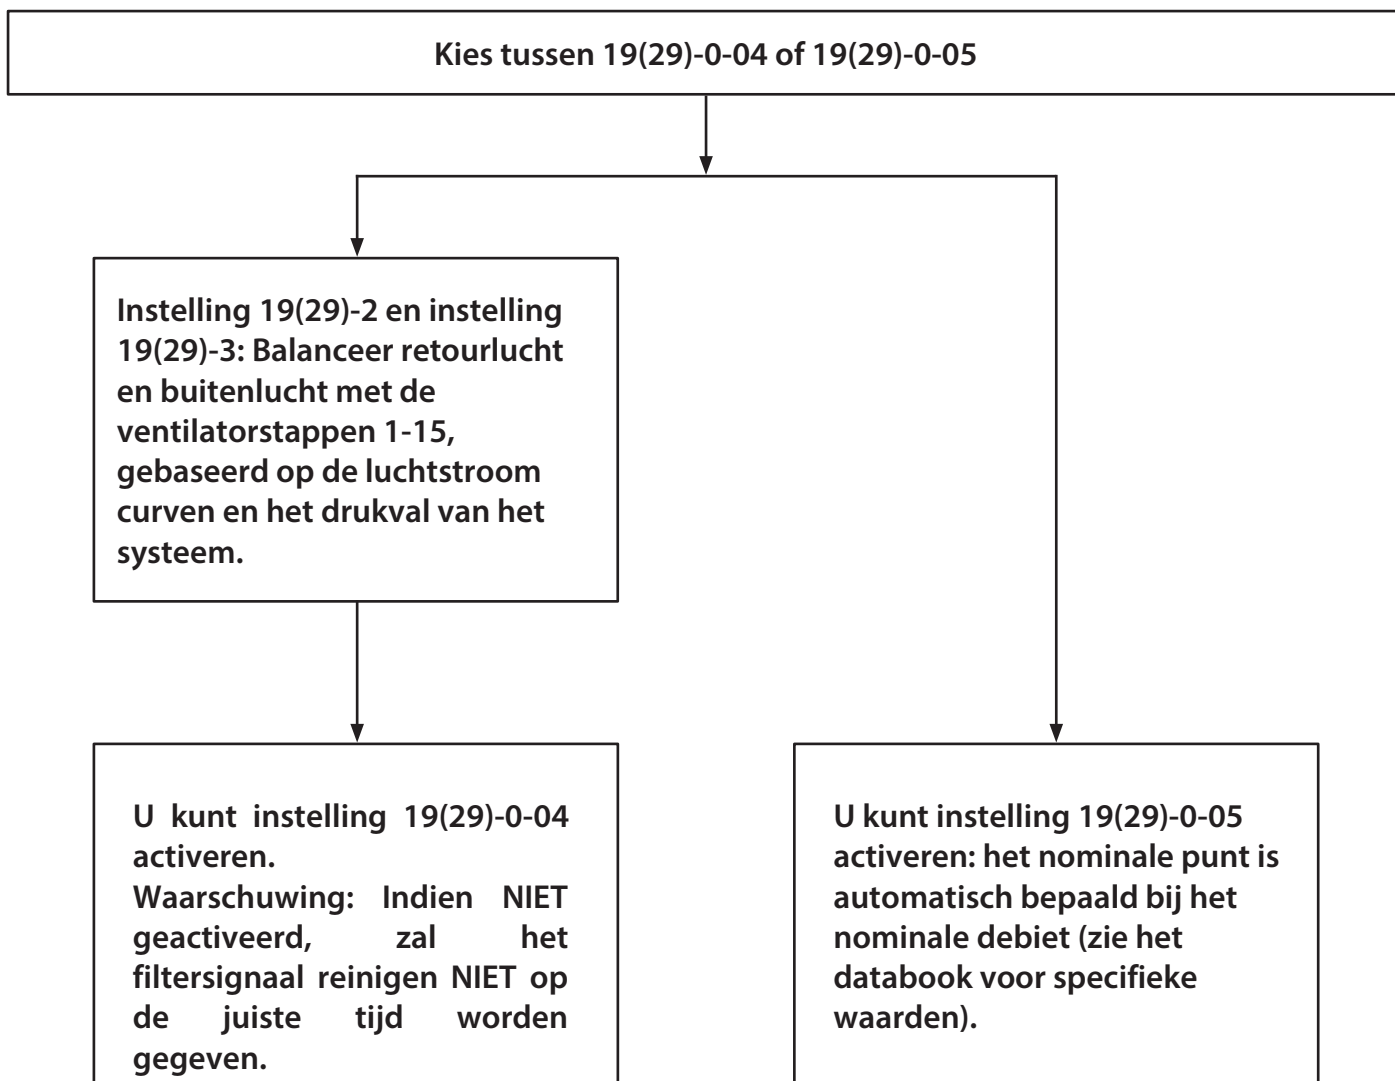 Kies tussen 19(29)-0-04 of 19(29)-0-05
Instelling 19(29)-2 en instelling
19(29)-3: Balanceer retourlucht
en buitenlucht met de
ventilatorstappen 1-15,
gebaseerd op de luchtstroom
curven en het drukval van het
systeem.
U kunt instelling 19(29)-0-04
activeren.
Waarschuwing: Indien NIET
geactiveerd, zal het
filtersignaal reinigen NIET op
de juiste tijd worden
gegeven.
U kunt instelling 19(29)-0-05
activeren: het nominale punt is
automatisch bepaald bij het
nominale debiet (zie het
databook voor specifieke
waarden).